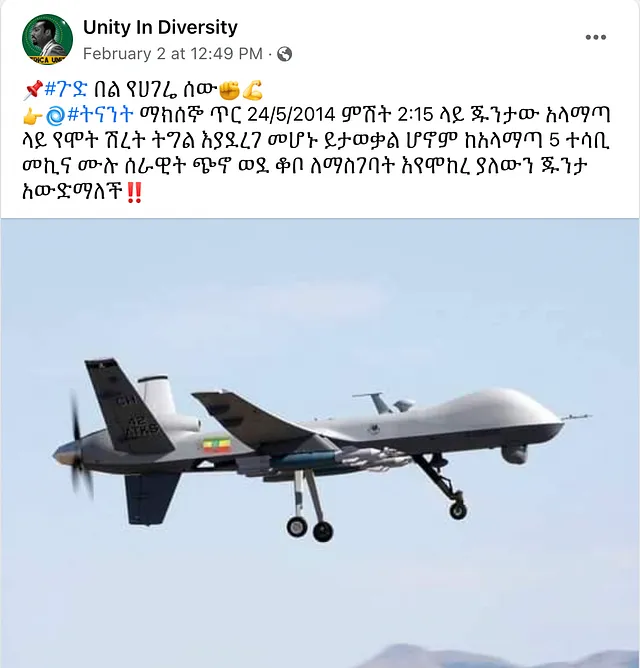 Unity In Diversity
February 2 at 12:49 PM ·
📌#ጉድ በል የሀገሬ ሰው✊💪
👉🌀#ትናንት ማክሰኞ ጥር 24/5/2014 ምሽት 2:15 ላይ ጁንታው አላማጣ
ላይ የሞት ሽረት ትግል እያደረገ መሆኑ ይታወቃል ሆኖም ከአላማጣ 5 ተሳቢ
መኪና ሙሉ ሰራዊት ጭኖ ወደ ቆቦ ለማስገባት እየሞከረ ያለውን ጁንታ
አውድማለች‼️
CH
42
ATKS